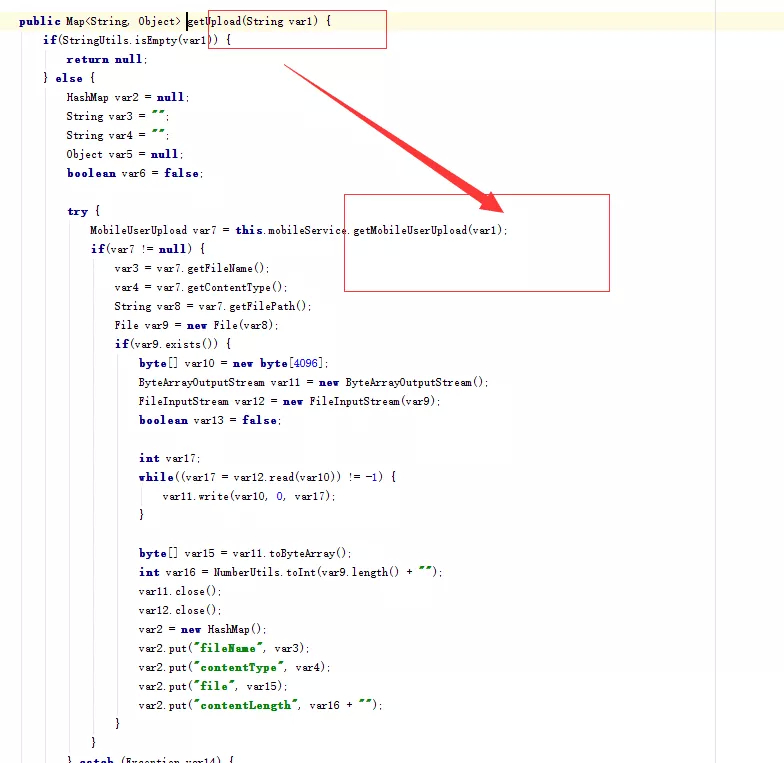 public Map<String, Object> getUpload(String var1) {
if(StringUtils.isEmpty(var1)) {
return null;
} else {
HashMap var2 = null;
String var3 = "";
String var4 = "";
Object var5 = null;
boolean var6 = false;
try {
MobileUserUpload var7 = this.mobileService.getMobileUserUpload(var1);
if(var7 != null) {
var3 = var7.getFileName();
var4 = var7.getContentType();
String var8 = var7.getFilePath();
File var9 = new File(var8);
if(var9.exists()) {
byte[] var10 = new byte[4096];
ByteArrayOutputStream var11 = new ByteArrayOutputStream();
FileInputStream var12 = new FileInputStream(var9);
boolean var13 = false;
int var17;
while((var17 = var12.read(var10)) != -1) {
var11.write(var10, 0, var17);
}
byte[] var15 = var11.toByteArray();
int var16 = NumberUtils.toInt(var9.length() + "");
var11.close();
var12.close();
var2 = new HashMap();
var2.put("fileName", var3);
var2.put("contentType", var4);
var2.put("file", var15);
var2.put("contentLength", var16 + "");
}
}
} catch (Exception var14) {